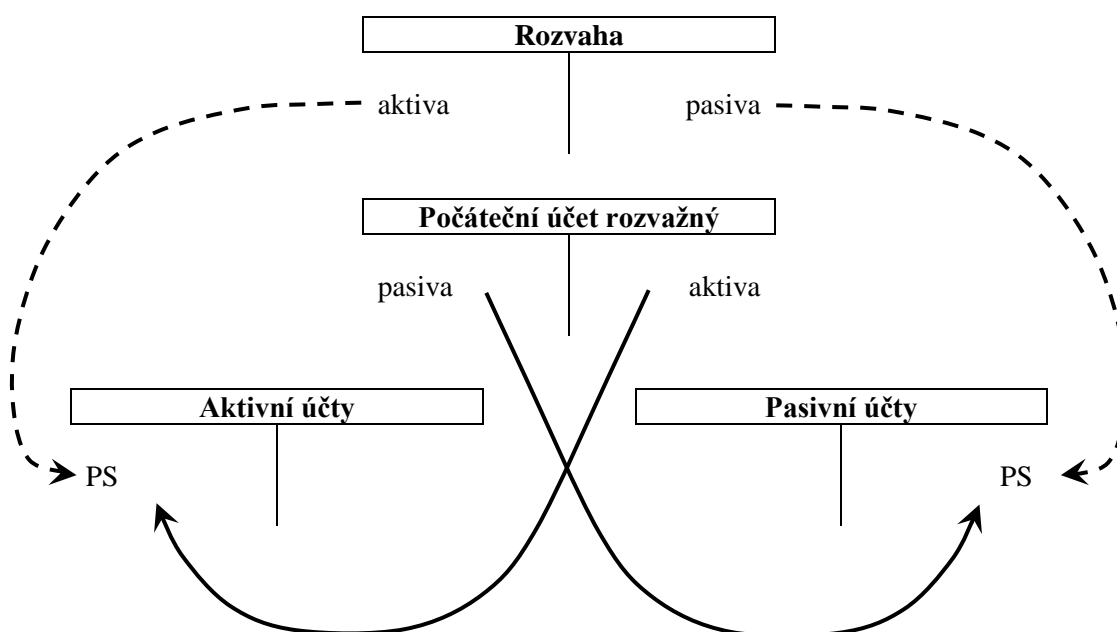 Rozvaha
aktiva pasiva
Počáteční účet rozvažný
pasiva aktiva
Aktivní účty Pasivní účty
PS PS